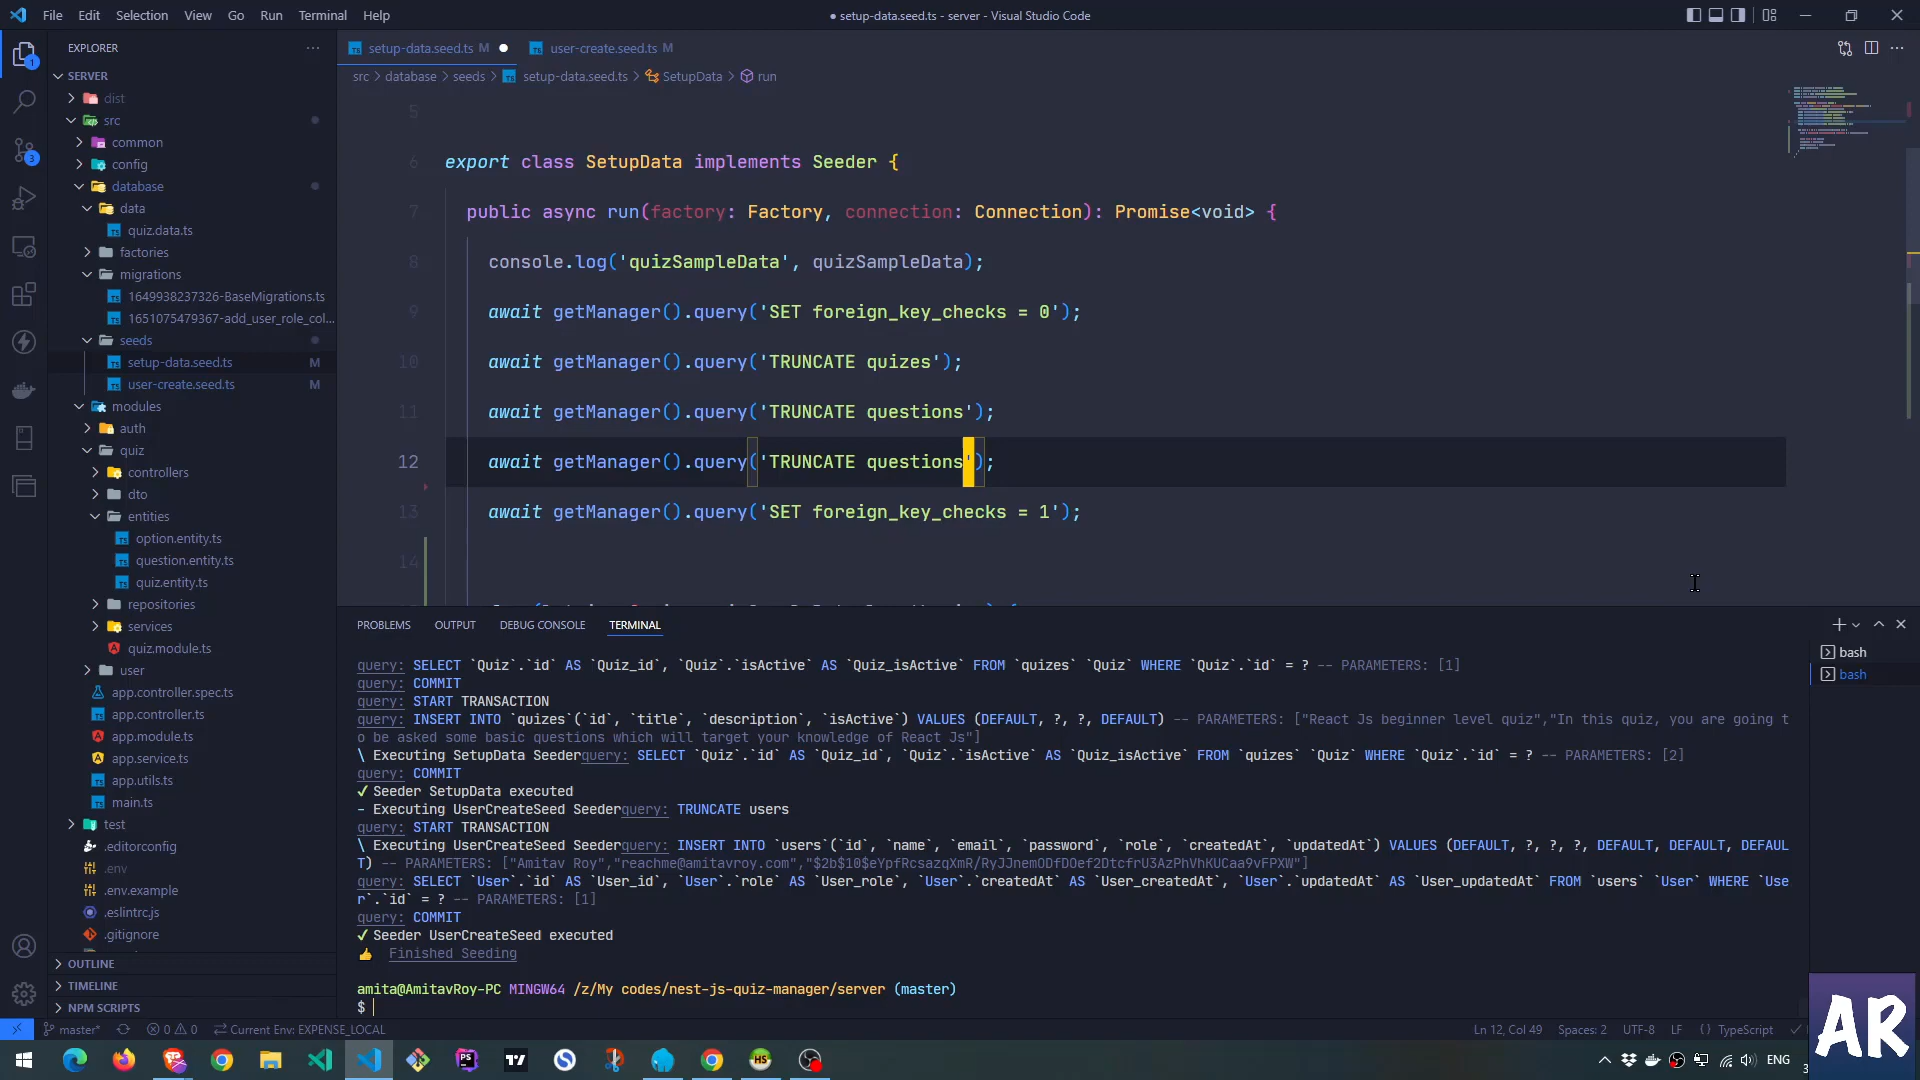 File Edit Selection View Go Run Terminal Help
● setup-data.seed.ts - server - Visual Studio Code
EXPLORER
SERVER
dist
src
common
config
database
data
quiz.data.ts
factories
migrations
1649938237326-BaseMigrations.ts
1651075479367-add_user_role_col...
seeds
setup-data.seed.ts M
user-create.seed.ts M
modules
auth
quiz
controllers
dto
entities
option.entity.ts
question.entity.ts
quiz.entity.ts
repositories
services
quiz.module.ts
user
app.controller.spec.ts
app.controller.ts
app.module.ts
app.service.ts
app.utils.ts
main.ts
test
.editorconfig
.env
.env.example
.eslintrc.js
.gitignore
OUTLINE
TIMELINE
NPM SCRIPTS
setup-data.seed.ts M ● user-create.seed.ts M
src > database > seeds > setup-data.seed.ts > SetupData > run
5
6 export class SetupData implements Seeder {
7 public async run(factory: Factory, connection: Connection): Promise<void> {
8 console.log('quizSampleData', quizSampleData);
9 await getManager().query('SET foreign_key_checks = 0');
10 await getManager().query('TRUNCATE quizes');
11 await getManager().query('TRUNCATE questions');
12 await getManager().query('TRUNCATE questions');
13 await getManager().query('SET foreign_key_checks = 1');
14
PROBLEMS OUTPUT DEBUG CONSOLE TERMINAL
query: SELECT `Quiz`.`id` AS `Quiz_id`, `Quiz`.`isActive` AS `Quiz_isActive` FROM `quizes` `Quiz` WHERE `Quiz`.`id` = ? -- PARAMETERS: [1]
query: COMMIT
query: START TRANSACTION
query: INSERT INTO `quizes`(`id`, `title`, `description`, `isActive`) VALUES (DEFAULT, ?, ?, DEFAULT) -- PARAMETERS: ["React Js beginner level quiz","In this quiz, you are going t
o be asked some basic questions which will target your knowledge of React Js"]
\ Executing SetupData Seederquery: SELECT `Quiz`.`id` AS `Quiz_id`, `Quiz`.`isActive` AS `Quiz_isActive` FROM `quizes` `Quiz` WHERE `Quiz`.`id` = ? -- PARAMETERS: [2]
query: COMMIT
✔ Seeder SetupData executed
- Executing UserCreateSeed Seederquery: TRUNCATE users
query: START TRANSACTION
\ Executing UserCreateSeed Seederquery: INSERT INTO `users`(`id`, `name`, `email`, `password`, `role`, `createdAt`, `updatedAt`) VALUES (DEFAULT, ?, ?, ?, DEFAULT, DEFAULT, DEFAUL
T) -- PARAMETERS: ["Amitav Roy","reachme@amitavroy.com","$2b$10$eYpfRcsazqXmR/RyJJnemODfDOef2DtcfrU3AzPhVhKUCaa9vFPXW"]
query: SELECT `User`.`id` AS `User_id`, `User`.`role` AS `User_role`, `User`.`createdAt` AS `User_createdAt`, `User`.`updatedAt` AS `User_updatedAt` FROM `users` `User` WHERE `Use
r`.`id` = ? -- PARAMETERS: [1]
query: COMMIT
✔ Seeder UserCreateSeed executed
👍 Finished Seeding
amita@AmitavRoy-PC MINGW64 /z/My codes/nest-js-quiz-manager/server (master)
$
bash
bash
master* 0 0 Current Env: EXPENSE_LOCAL
Ln 12, Col 49 Spaces: 2 UTF-8 LF TypeScript
ENG
AR